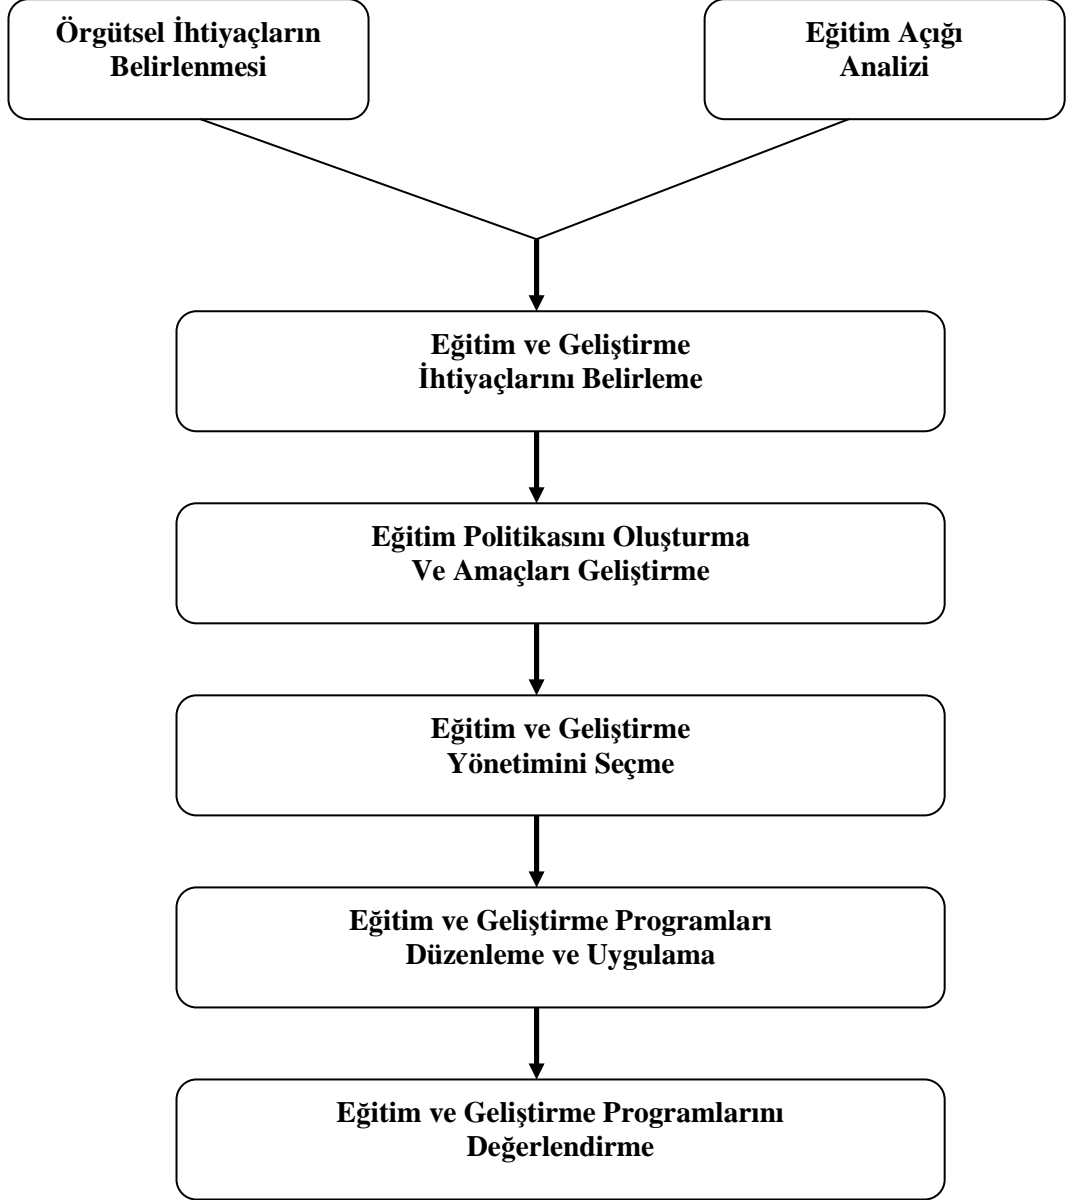 Örgütsel İhtiyaçların
Belirlenmesi
Eğitim Açığı
Analizi
Eğitim ve Geliştirme
İhtiyaçlarını Belirleme
Eğitim Politikasını Oluşturma
Ve Amaçları Geliştirme
Eğitim ve Geliştirme
Yönetimini Seçme
Eğitim ve Geliştirme Programları
Düzenleme ve Uygulama
Eğitim ve Geliştirme Programlarını
Değerlendirme